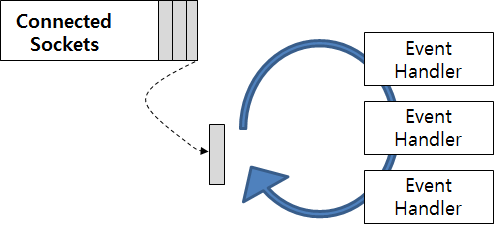 Connected
Sockets
Event
Handler
Event
Handler
Event
Handler